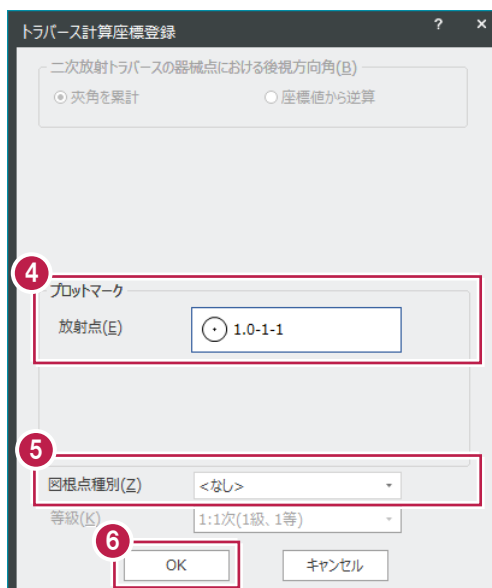 トラバース計算座標登録 ? ×
二次放射トラバースの器械点における後視方向角(B)
夾角を累計 座標値から逆算
4
プロットマーク
放射点(E) 1.0-1-1
5
図根点種別(Z) <なし>
等級(K) 1:1次(1級、1等)
6
OK キャンセル